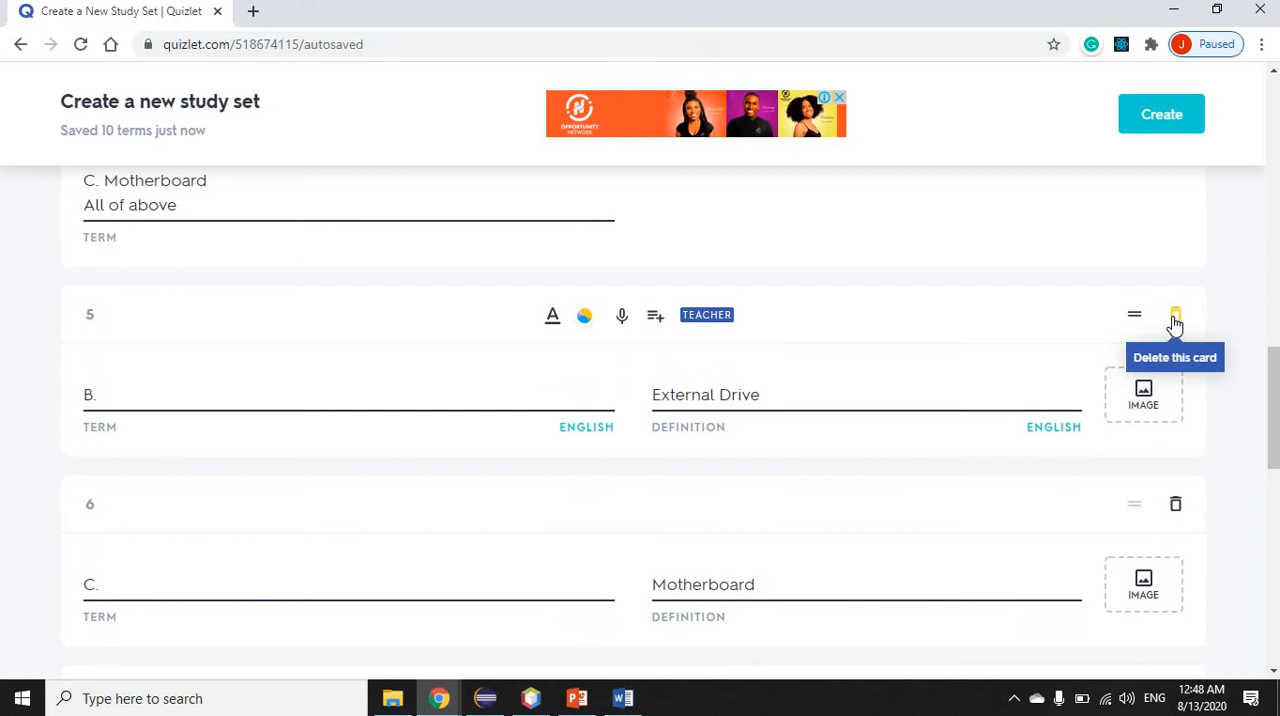 Create a New Study Set | Quizlet
quizlet.com/518674115/autosaved
J Paused
Create a new study set
Saved 10 terms just now
OPPORTUNITY
NETWORK
Create
C. Motherboard
All of above
TERM
5
A
TEACHER
Delete this card
B.
External Drive
IMAGE
TERM
ENGLISH
DEFINITION
ENGLISH
6
C.
Motherboard
IMAGE
TERM
DEFINITION
Type here to search
ENG
12:48 AM
8/13/2020